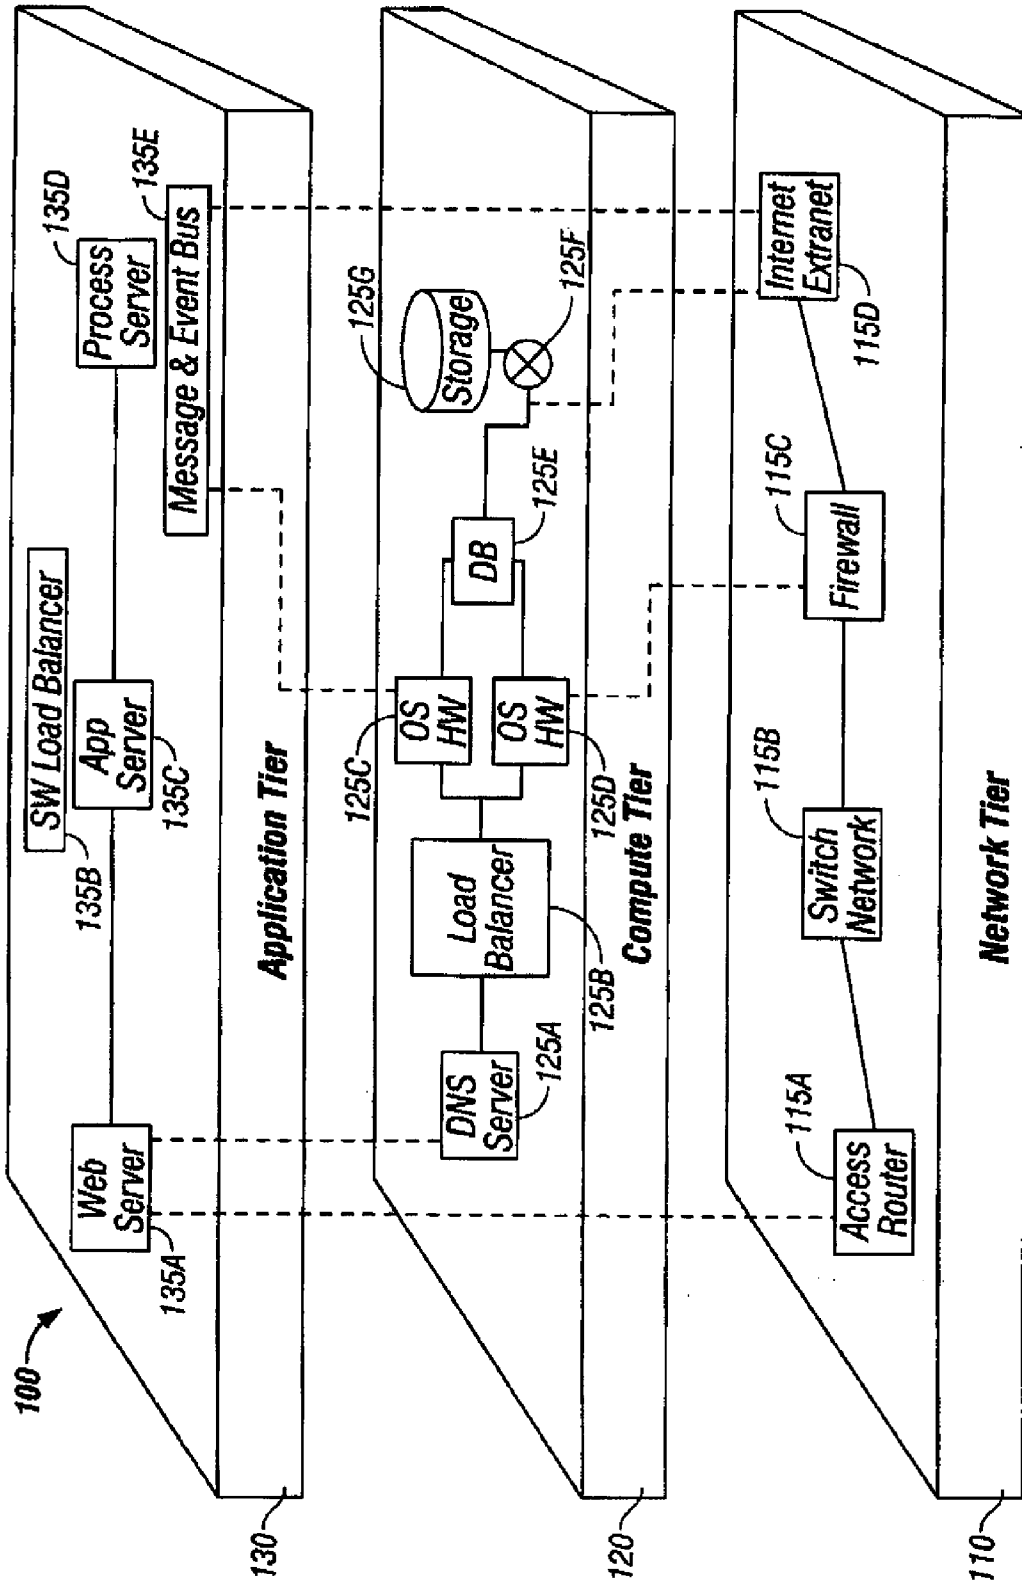 100
135A
Web
Server
135B
SW Load Balancer
App
Server
135C
Process
Server
135D
Message & Event Bus
135E
Application Tier
130
DNS
Server
125A
Load
Balancer
125B
OS
HW
125C
OS
HW
125D
DB
125E
Storage
125G
125F
Compute Tier
120
Access
Router
115A
Switch
Network
115B
Firewall
115C
Internet
Extranet
115D
Network Tier
110